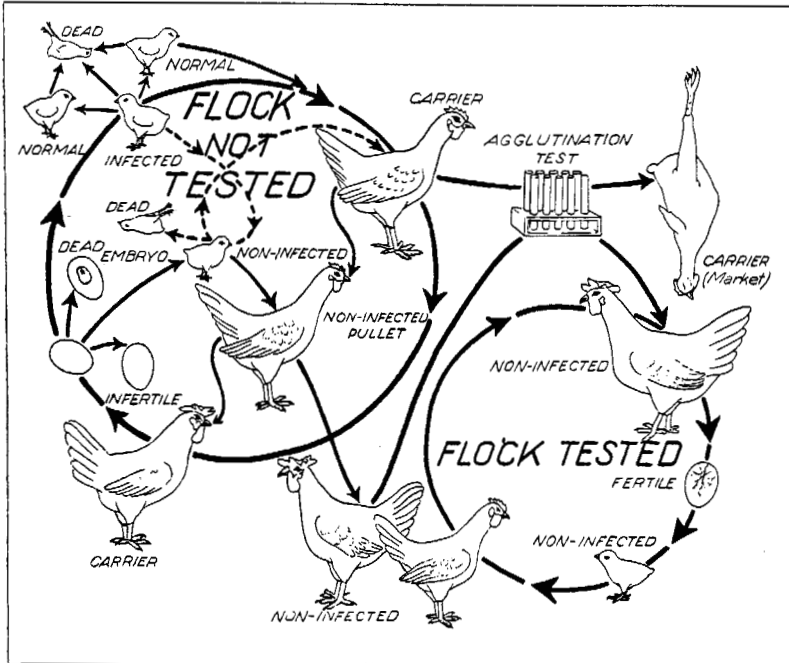 DEAD
NORMAL
NORMAL
INFECTED
FLOCK
NOT
TESTED
CARRIER
AGGLUTINATION
TEST
CARRIER
(Market)
DEAD
DEAD
EMBRYO
NON-INFECTED
NON-INFECTED
PULLET
INFERTILE
NON-INFECTED
FLOCK TESTED
FERTILE
NON-INFECTED
CARRIER
NON-INFECTED